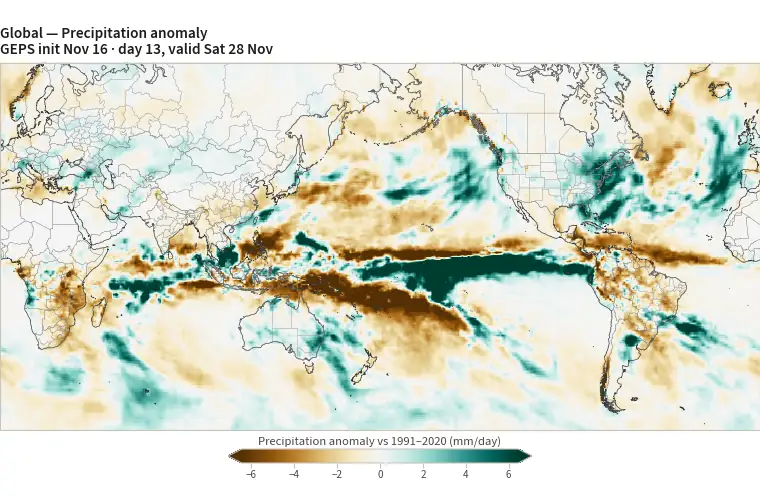 Global — Precipitation anomaly
GEPS init Nov 16 · day 13, valid Sat 28 Nov
Precipitation anomaly vs 1991–2020 (mm/day)
−6 −4 −2 0 2 4 6